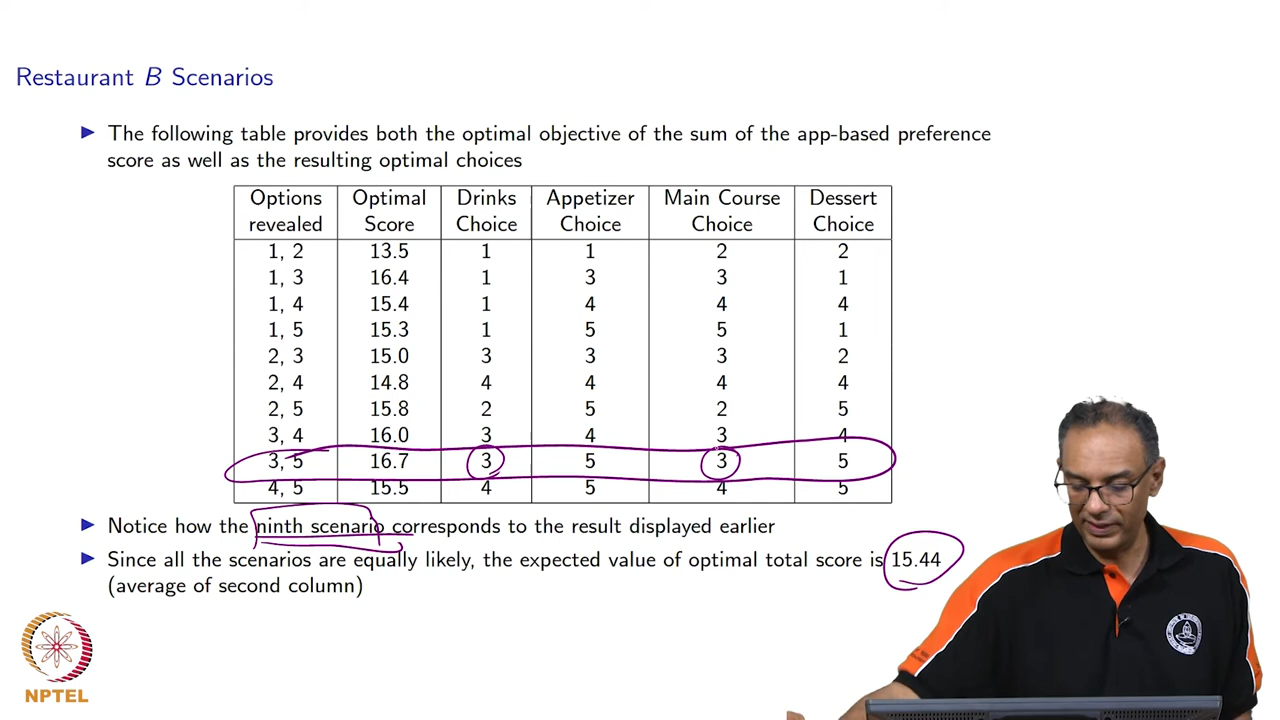 Restaurant B Scenarios
The following table provides both the optimal objective of the sum of the app-based preference
score as well as the resulting optimal choices
Options revealed Optimal Score Drinks Choice Appetizer Choice Main Course Choice Dessert Choice
1, 2 13.5 1 1 2 2
1, 3 16.4 1 3 3 1
1, 4 15.4 1 4 4 4
1, 5 15.3 1 5 5 1
2, 3 15.0 3 3 3 2
2, 4 14.8 4 4 4 4
2, 5 15.8 2 5 2 5
3, 4 16.0 3 4 3 4
3, 5 16.7 3 5 3 5
4, 5 15.5 4 5 4 5
Notice how the ninth scenario corresponds to the result displayed earlier
Since all the scenarios are equally likely, the expected value of optimal total score is 15.44
(average of second column)
NPTEL